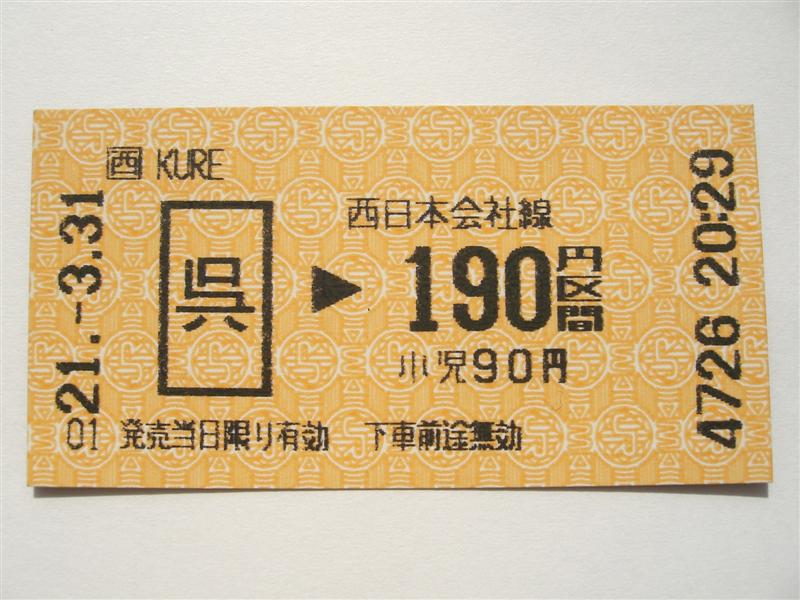 西 KURE
西日本会社線
呉 ▶ 190円区間
小児90円
01 発売当日限り有効 下車前途無効
21.-3.31
4726 20:29